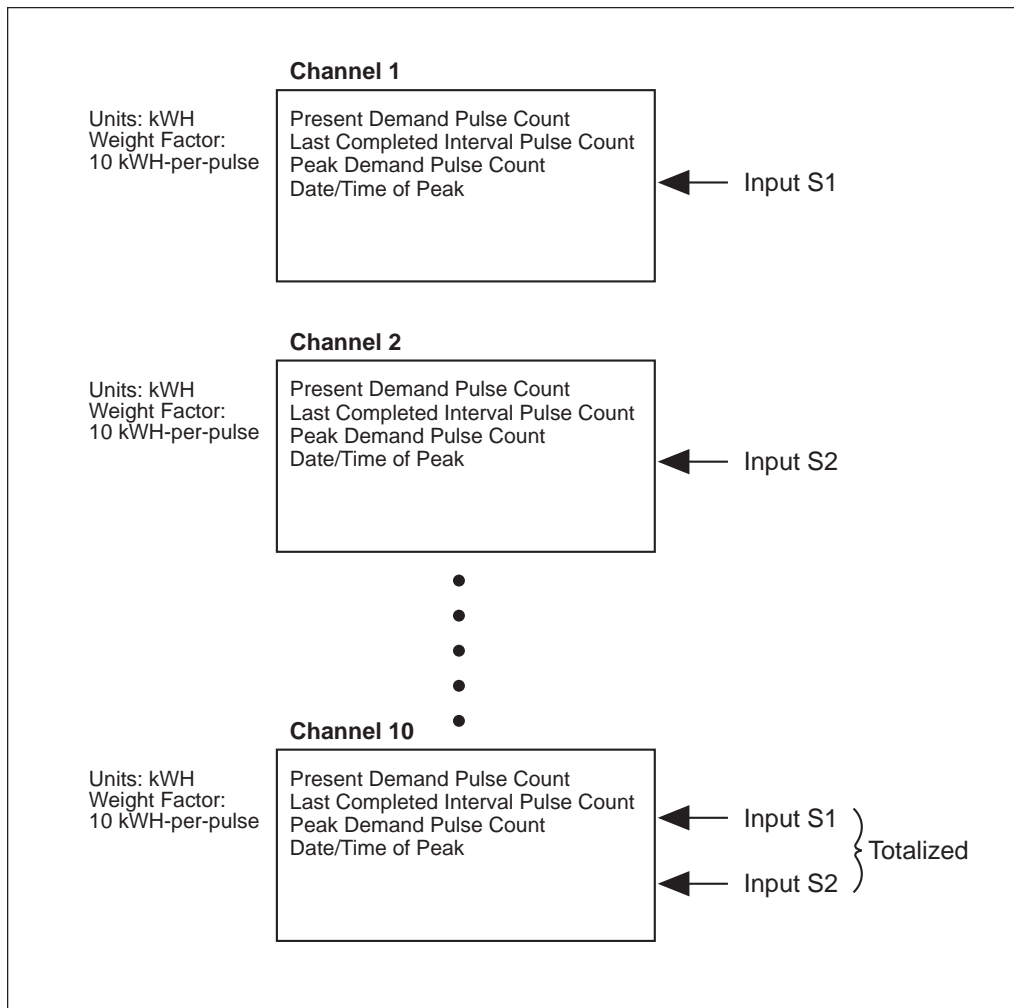 Channel 1
Units: kWH
Weight Factor:
10 kWH-per-pulse
Present Demand Pulse Count
Last Completed Interval Pulse Count
Peak Demand Pulse Count
Date/Time of Peak
Input S1
Channel 2
Units: kWH
Weight Factor:
10 kWH-per-pulse
Present Demand Pulse Count
Last Completed Interval Pulse Count
Peak Demand Pulse Count
Date/Time of Peak
Input S2
Channel 10
Units: kWH
Weight Factor:
10 kWH-per-pulse
Present Demand Pulse Count
Last Completed Interval Pulse Count
Peak Demand Pulse Count
Date/Time of Peak
Input S1
Input S2
Totalized